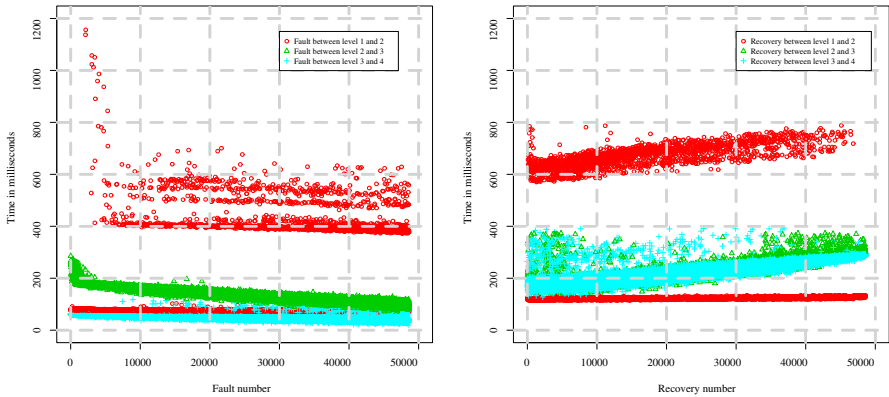 Time in milliseconds
1200
1000
800
600
400
200
0
Fault between level 1 and 2
Fault between level 2 and 3
Fault between level 3 and 4
0
10000
20000
30000
40000
50000
Fault number
Time in milliseconds
1200
1000
800
600
400
200
0
Recovery between level 1 and 2
Recovery between level 2 and 3
Recovery between level 3 and 4
0
10000
20000
30000
40000
50000
Recovery number